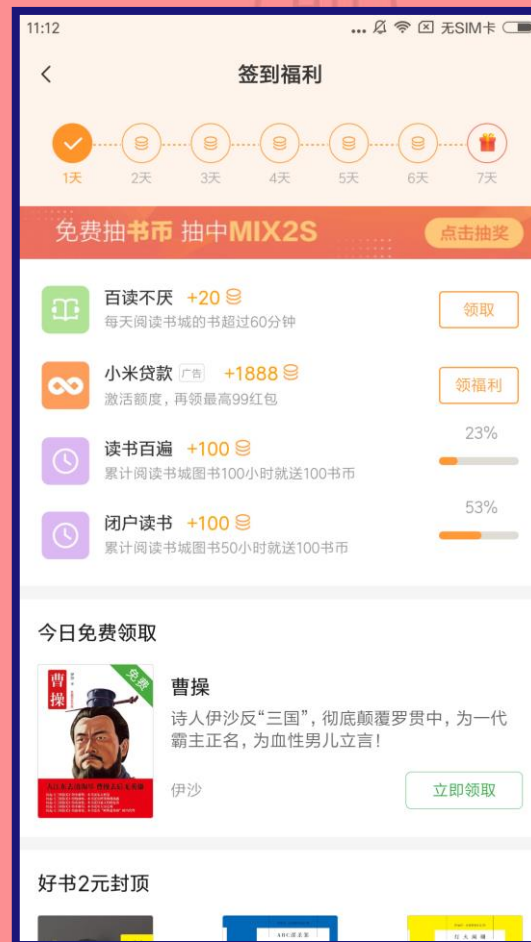 11:12
... 无SIM卡
签到福利
1天 2天 3天 4天 5天 6天 7天
免费抽书币 抽中MIX2S 点击抽奖
百读不厌 +20
每天阅读书城的书超过60分钟
领取
小米贷款 广告 +1888
激活额度，再领最高99红包
领福利
读书百遍 +100
累计阅读书城图书100小时就送100书币
23%
闭户读书 +100
累计阅读书城图书50小时就送100书币
53%
今日免费领取
曹操
免费
曹操
诗人伊沙反“三国”，彻底颠覆罗贯中，为一代
霸主正名，为血性男儿立言！
伊沙
立即领取
好书2元封顶